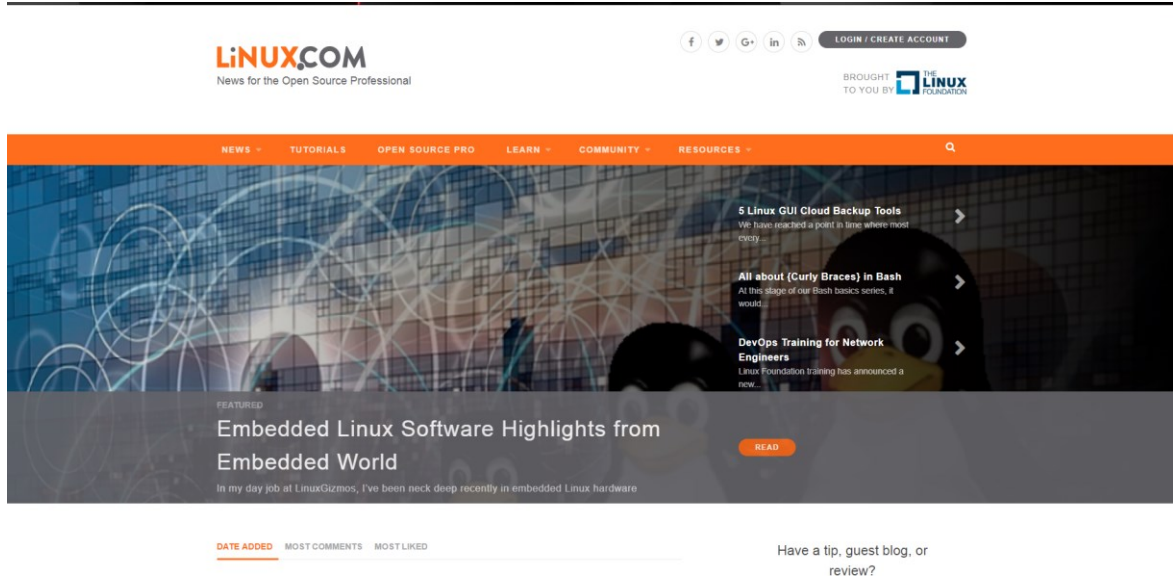 LiNUX.COM
News for the Open Source Professional
f G+ in
LOGIN / CREATE ACCOUNT
BROUGHT
TO YOU BY
THE
LINUX
FOUNDATION
NEWS TUTORIALS OPEN SOURCE PRO LEARN COMMUNITY RESOURCES
5 Linux GUI Cloud Backup Tools
We have reached a point in time where most
every...
All about {Curly Braces} in Bash
At this stage of our Bash basics series, it
would...
DevOps Training for Network
Engineers
Linux Foundation training has announced a
new...
FEATURED
Embedded Linux Software Highlights from
Embedded World
In my day job at LinuxGizmos, I've been neck deep recently in embedded Linux hardware
READ
DATE ADDED MOST COMMENTS MOST LIKED
Have a tip, guest blog, or
review?